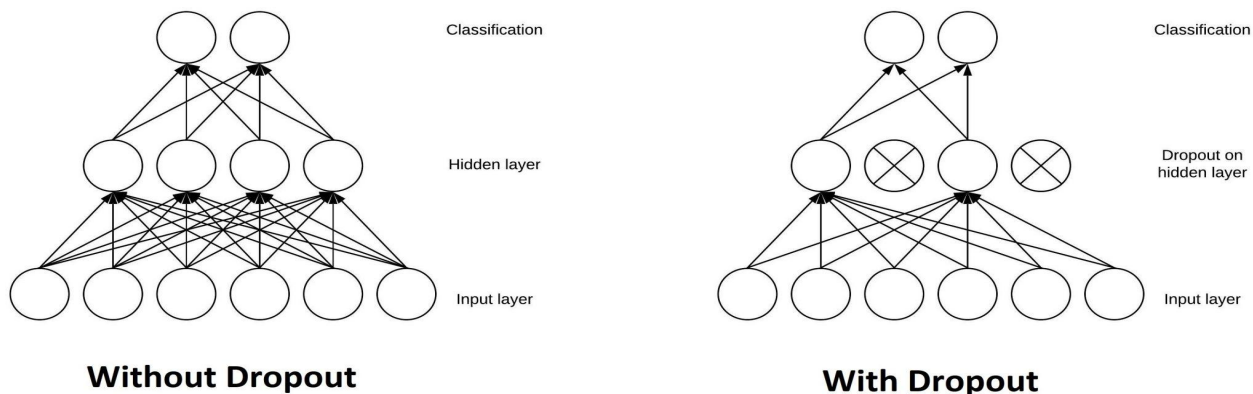 Classification
Hidden layer
Input layer
Without Dropout
Classification
Dropout on
hidden layer
Input layer
With Dropout